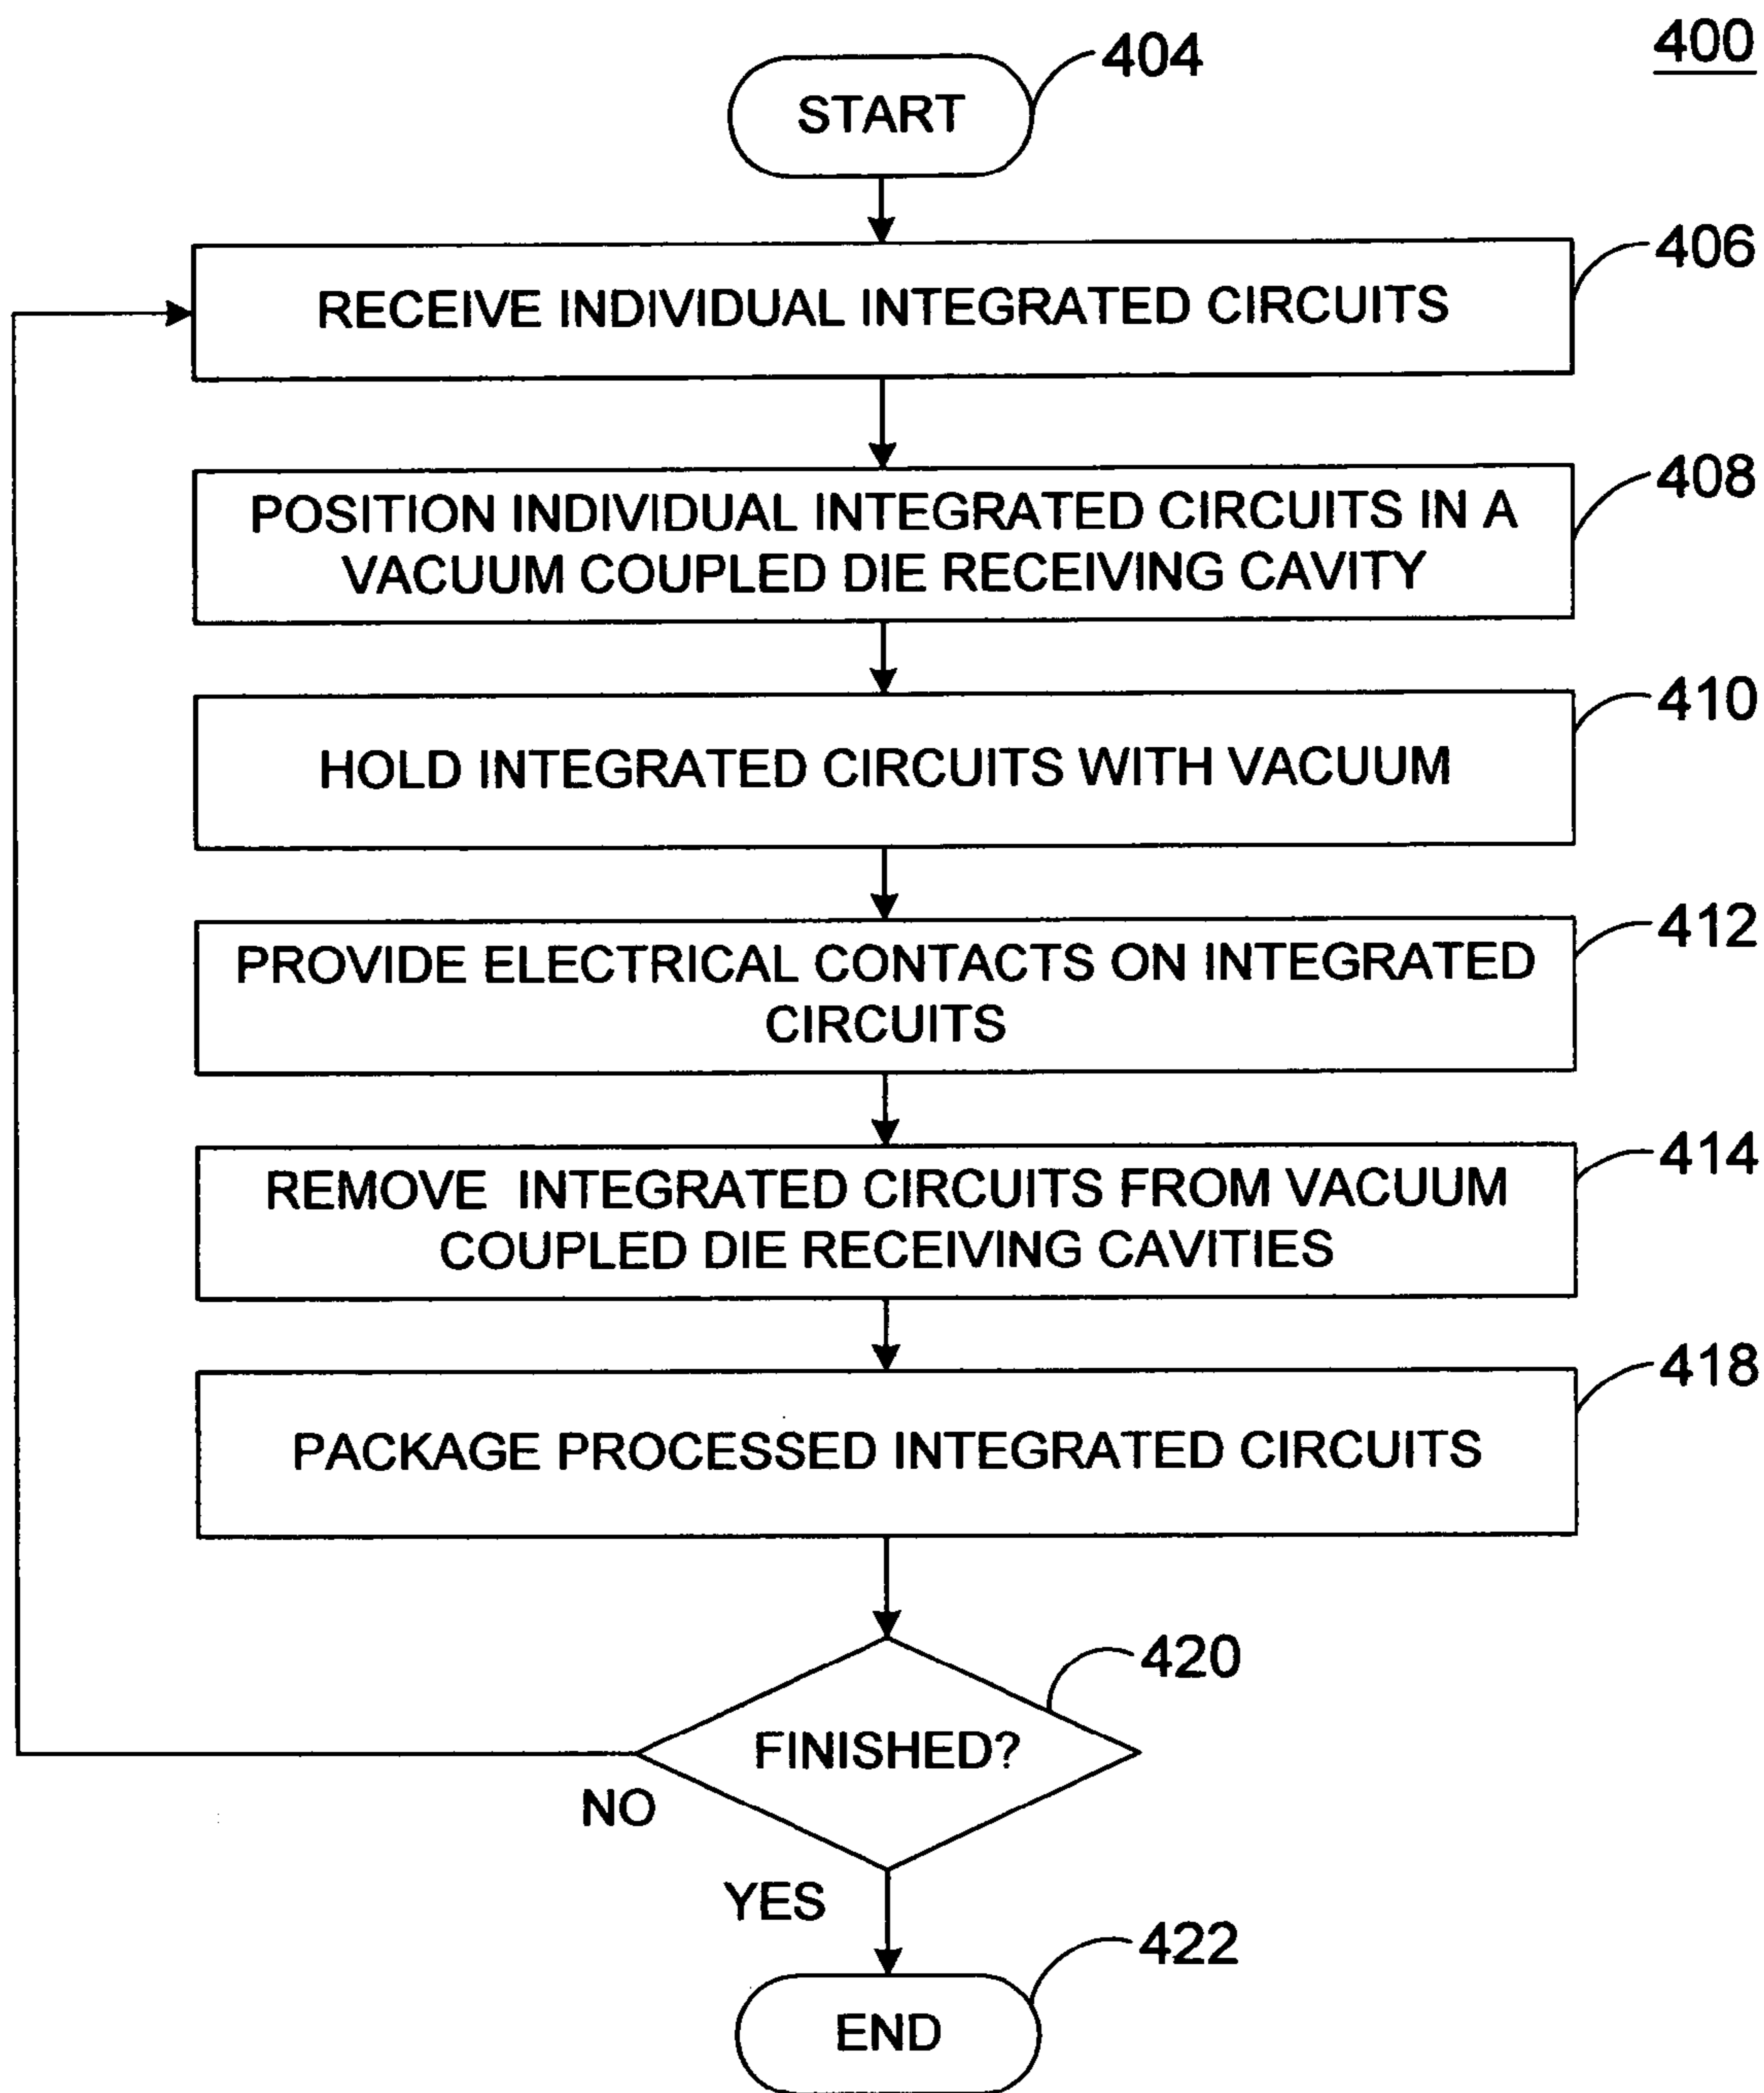 400
404
START
406
RECEIVE INDIVIDUAL INTEGRATED CIRCUITS
408
POSITION INDIVIDUAL INTEGRATED CIRCUITS IN A
VACUUM COUPLED DIE RECEIVING CAVITY
410
HOLD INTEGRATED CIRCUITS WITH VACUUM
412
PROVIDE ELECTRICAL CONTACTS ON INTEGRATED
CIRCUITS
414
REMOVE INTEGRATED CIRCUITS FROM VACUUM
COUPLED DIE RECEIVING CAVITIES
418
PACKAGE PROCESSED INTEGRATED CIRCUITS
420
FINISHED?
NO
YES
422
END